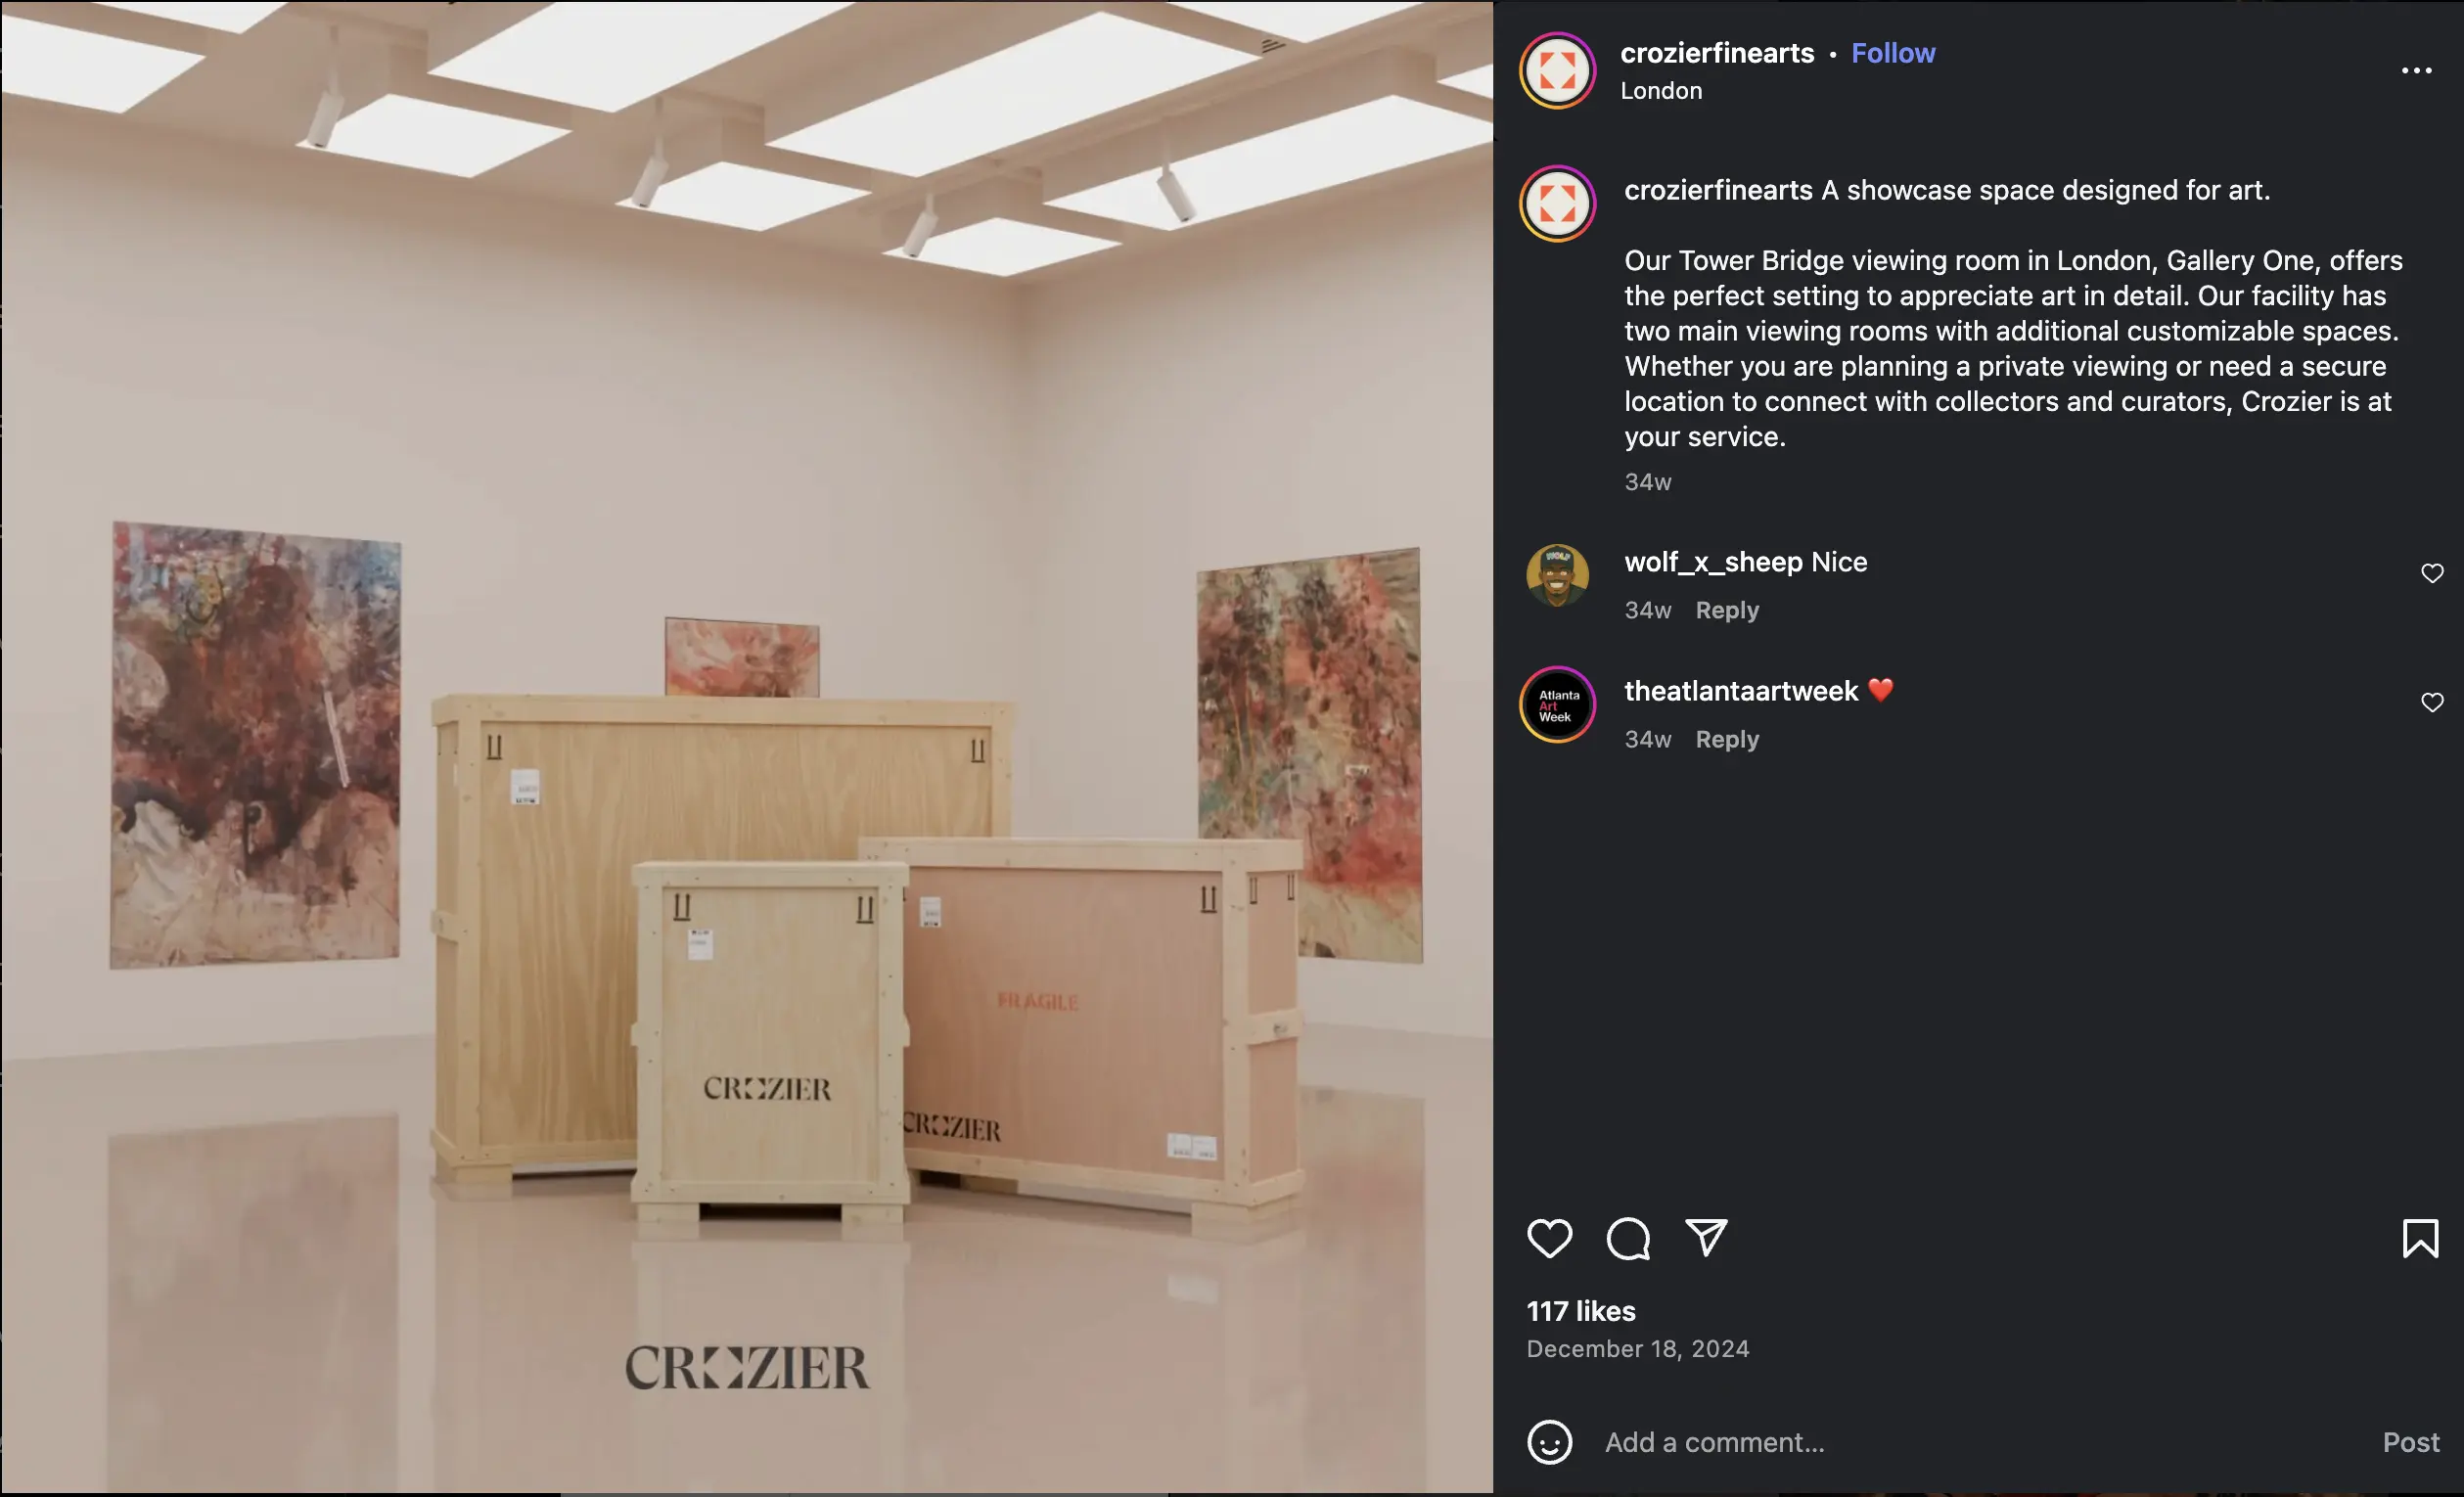 crozierfinearts • Follow
London
crozierfinearts A showcase space designed for art.
Our Tower Bridge viewing room in London, Gallery One, offers
the perfect setting to appreciate art in detail. Our facility has
two main viewing rooms with additional customizable spaces.
Whether you are planning a private viewing or need a secure
location to connect with collectors and curators, Crozier is at
your service.
34w
WOLF
wolf_x_sheep Nice
34w Reply
Atlanta
Art
Week
theatlantaartweek ❤️
34w Reply
117 likes
December 18, 2024
Add a comment...
Post
FRAGILE
CROZIER
CROZIER
CROZIER